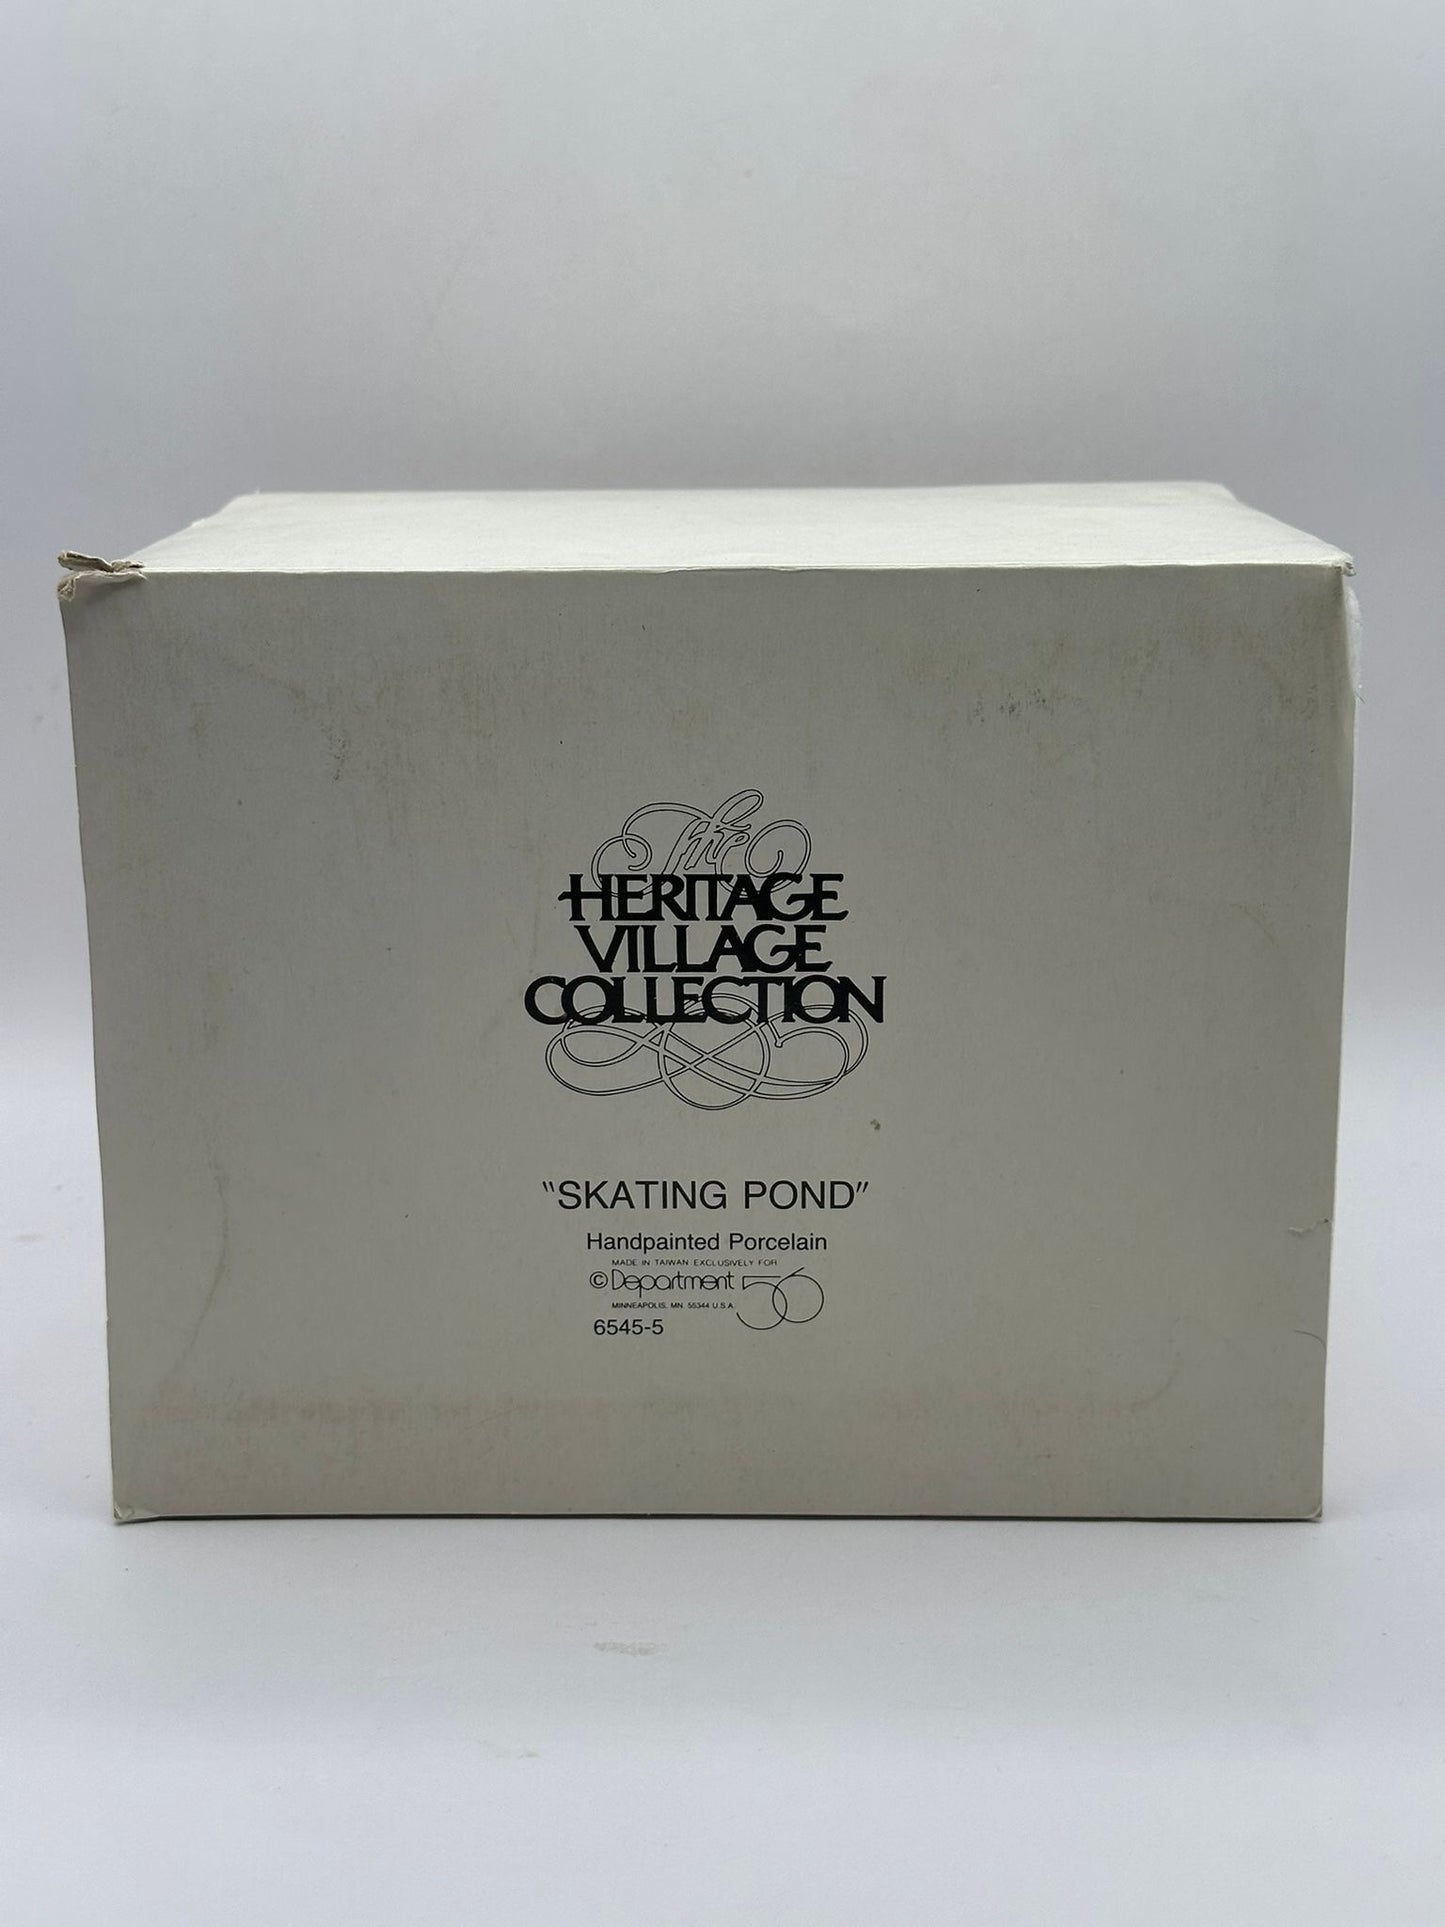 The
HERITAGE
VILLAGE
COLLECTION
"SKATING POND"
Handpainted Porcelain
MADE IN TAIWAN EXCLUSIVELY FOR
© Department 56
MINNEAPOLIS, MN 55344 U.S.A.
6545-5